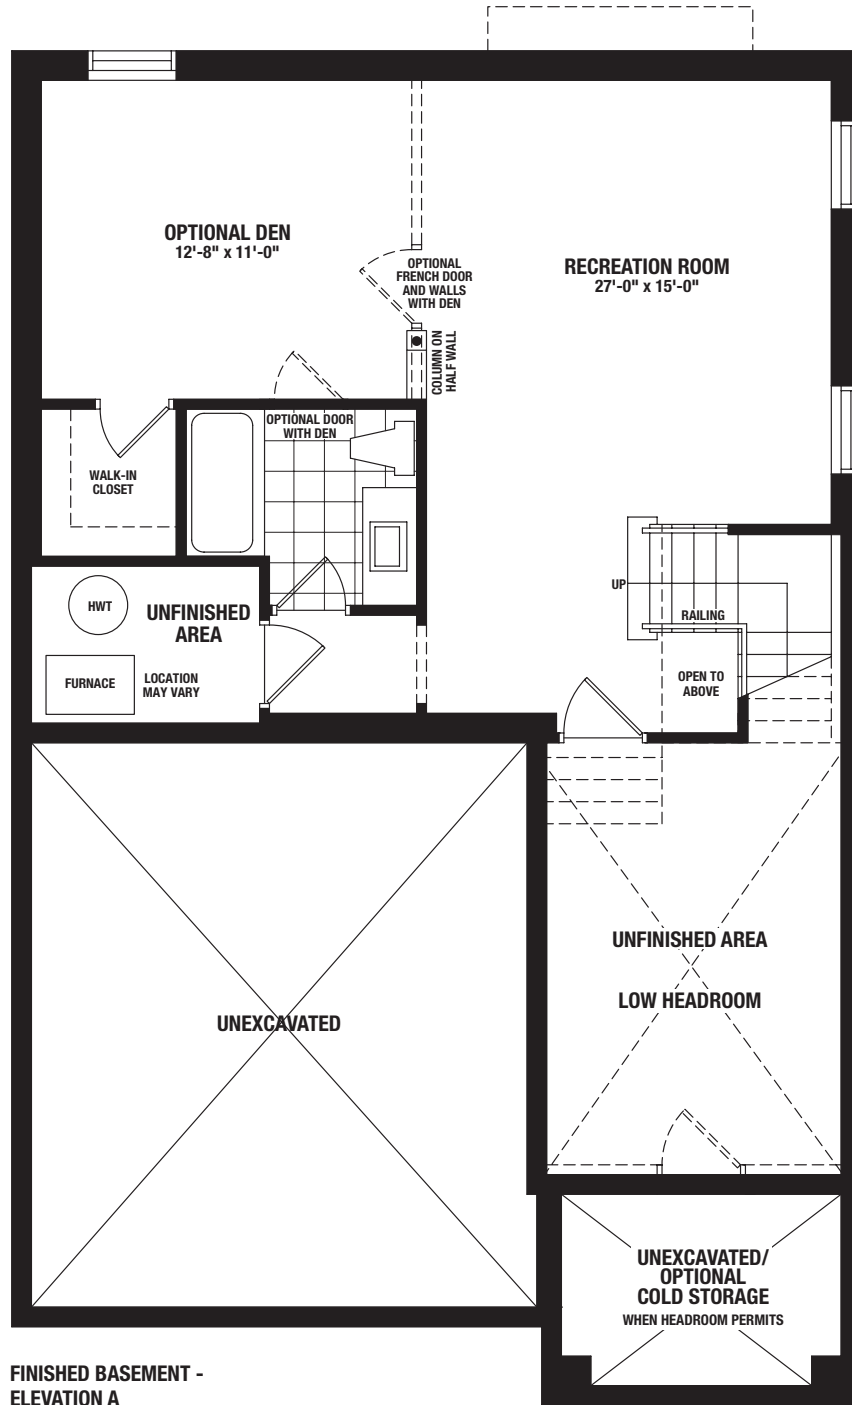 OPTIONAL DEN
12'-8" x 11'-0"
OPTIONAL
FRENCH DOOR
AND WALLS
WITH DEN
RECREATION ROOM
27'-0" x 15'-0"
COLUMN ON
HALF WALL
OPTIONAL DOOR
WITH DEN
WALK-IN
CLOSET
HWT
UNFINISHED
AREA
FURNACE
LOCATION
MAY VARY
UP
RAILING
OPEN TO
ABOVE
UNFINISHED AREA
LOW HEADROOM
UNEXCAVATED
UNEXCAVATED/
OPTIONAL
COLD STORAGE
WHEN HEADROOM PERMITS
FINISHED BASEMENT -
ELEVATION A